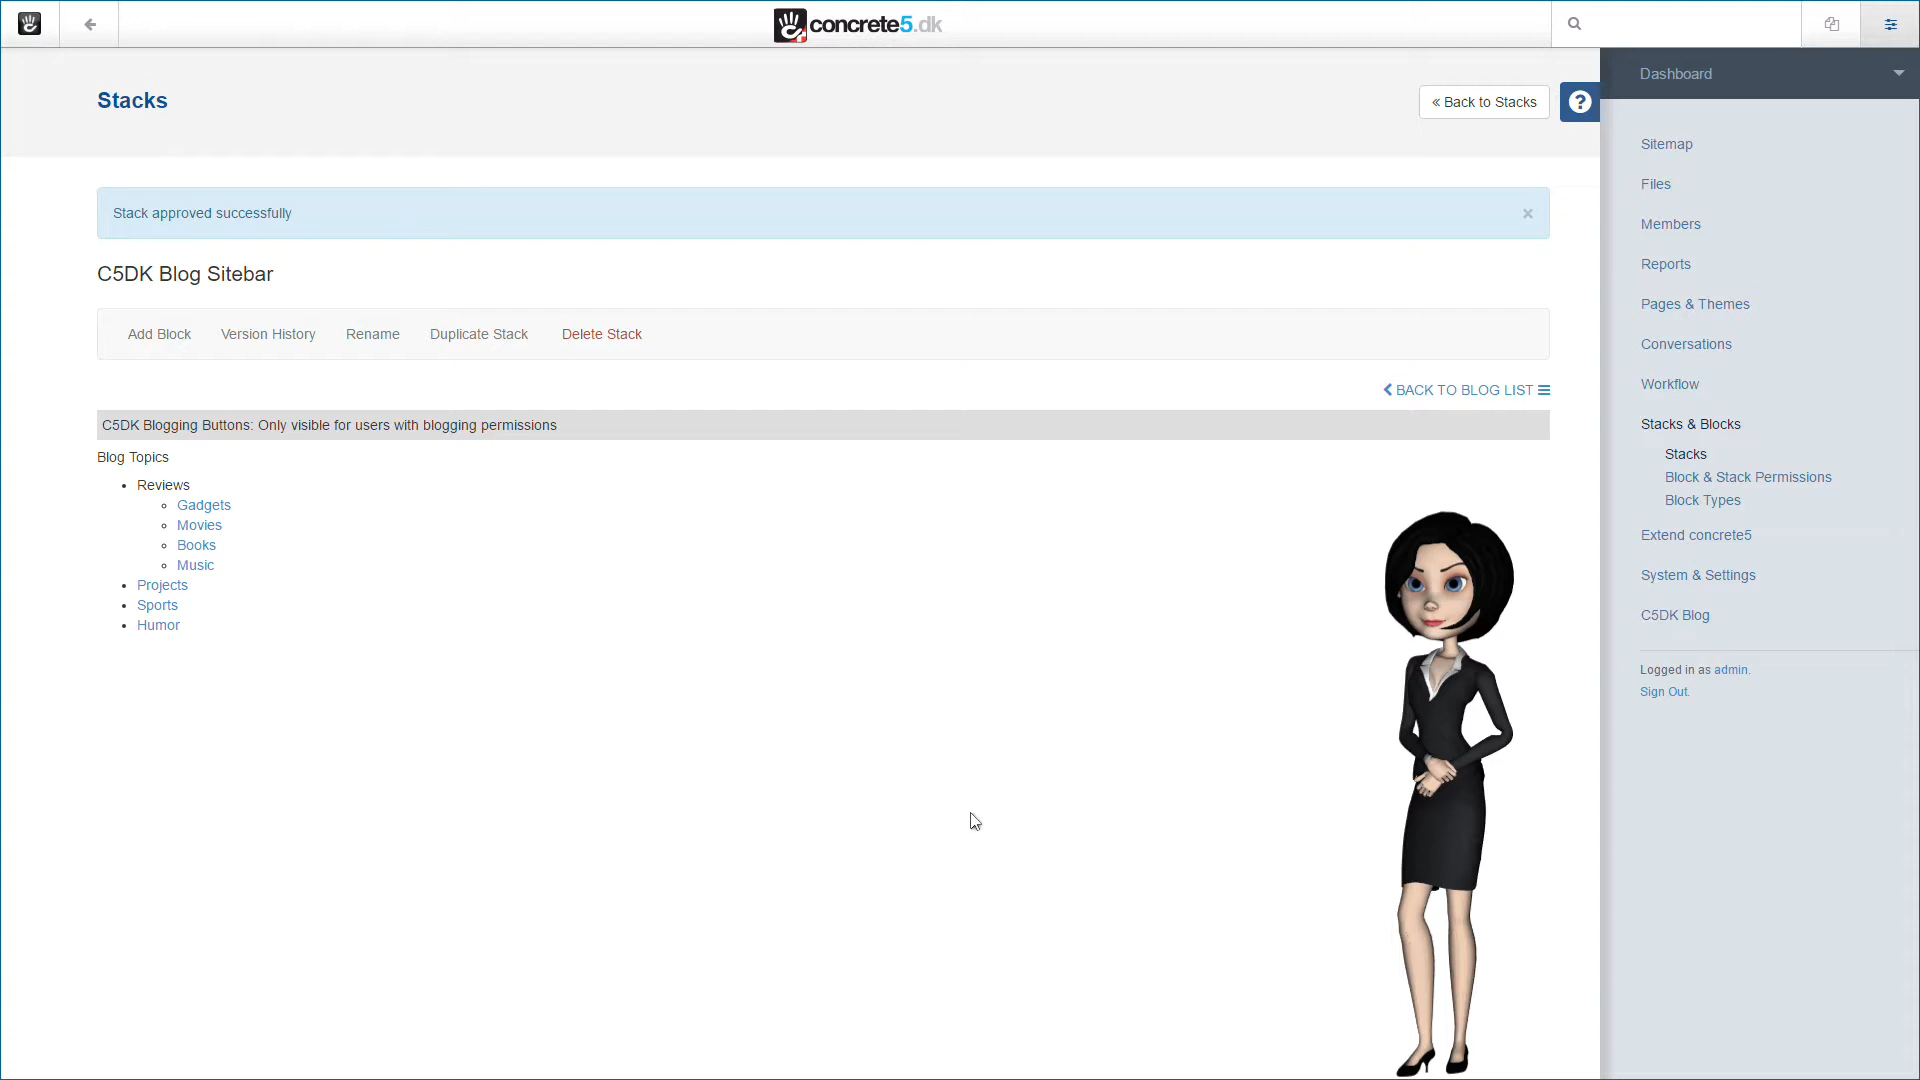 concrete5.dk
Dashboard
Stacks
« Back to Stacks
?
Stack approved successfully
×
C5DK Blog Sitebar
Add Block
Version History
Rename
Duplicate Stack
Delete Stack
BACK TO BLOG LIST
C5DK Blogging Buttons: Only visible for users with blogging permissions
Blog Topics
Reviews
Gadgets
Movies
Books
Music
Projects
Sports
Humor
Sitemap
Files
Members
Reports
Pages & Themes
Conversations
Workflow
Stacks & Blocks
Stacks
Block & Stack Permissions
Block Types
Extend concrete5
System & Settings
C5DK Blog
Logged in as admin.
Sign Out.